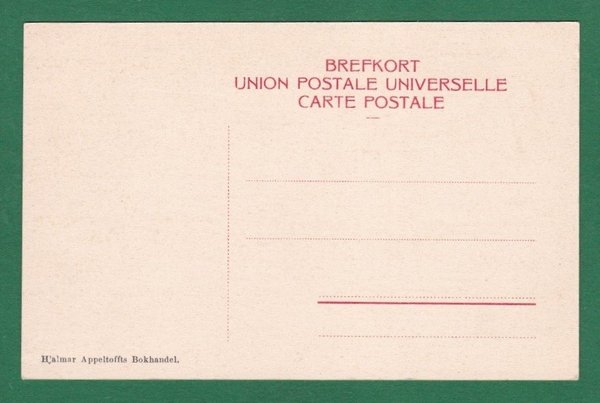 BREFKORT
UNION POSTALE UNIVERSELLE
CARTE POSTALE
Hjalmar Appeltoffts Bokhandel.